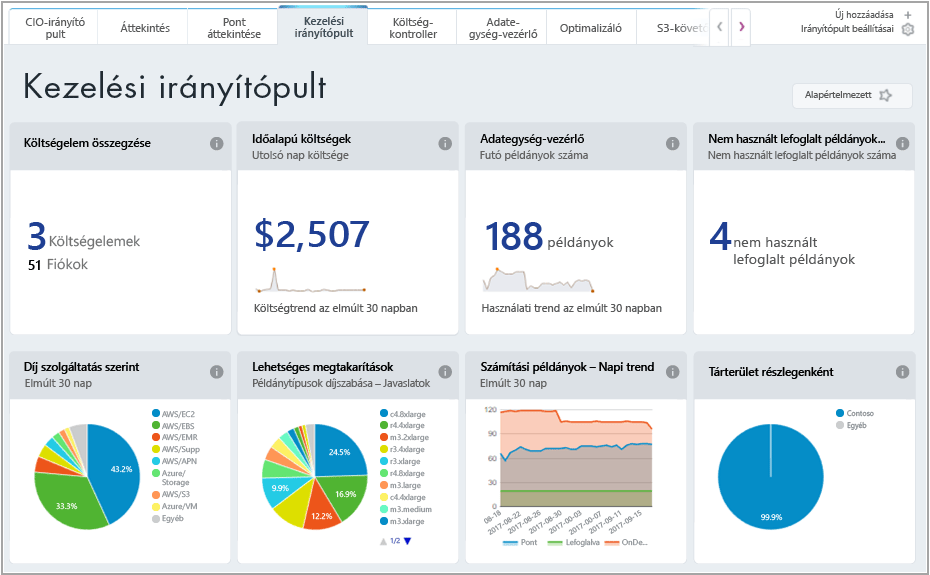 CIO-irányító
pult
Áttekintés
Pont
áttekintése
Kezelési
irányítópult
Költség-
kontroller
Adate-
gység-vezérlő
Optimalizáló
S3-követő
Új hozzáadása
Irányítópult beállításai
Kezelési irányítópult
Alapértelmezett
Költségelem összegzése
3 Költségelemek
51 Fiókok
Időalapú költségek
Utolsó nap költsége
$2,507
Költségtrend az elmúlt 30 napban
Adategység-vezérlő
Futó példányok száma
188 példányok
Használati trend az elmúlt 30 napban
Nem használt lefoglalt példányok...
Nem használt lefoglalt példányok száma
4 nem használt
lefoglalt példányok
Díj szolgáltatás szerint
Elmúlt 30 nap
43.2%
33.3%
AWS/EC2
AWS/EBS
AWS/EMR
AWS/Supp
AWS/APN
Azure/
Storage
AWS/S3
Azure/VM
Egyéb
Lehetséges megtakarítások
Példánytípusok díjszabása – Javaslatok
24.5%
16.9%
12.2%
9.9%
c4.8xlarge
r4.4xlarge
m3.2xlarge
r3.4xlarge
r3.xlarge
r4.8xlarge
m3.large
c4.4xlarge
m3.medium
m3.xlarge
1/2
Számítási példányok – Napi trend
Elmúlt 30 nap
120
90
60
30
0
08-18
2017-08-22
2017-08-26
2017-08-30
2017-00-03
2017-00-07
2017-09-11
2017-09-15
Pont
Lefoglalva
OnDe...
Tárterület részlegenként
99.9%
Contoso
Egyéb